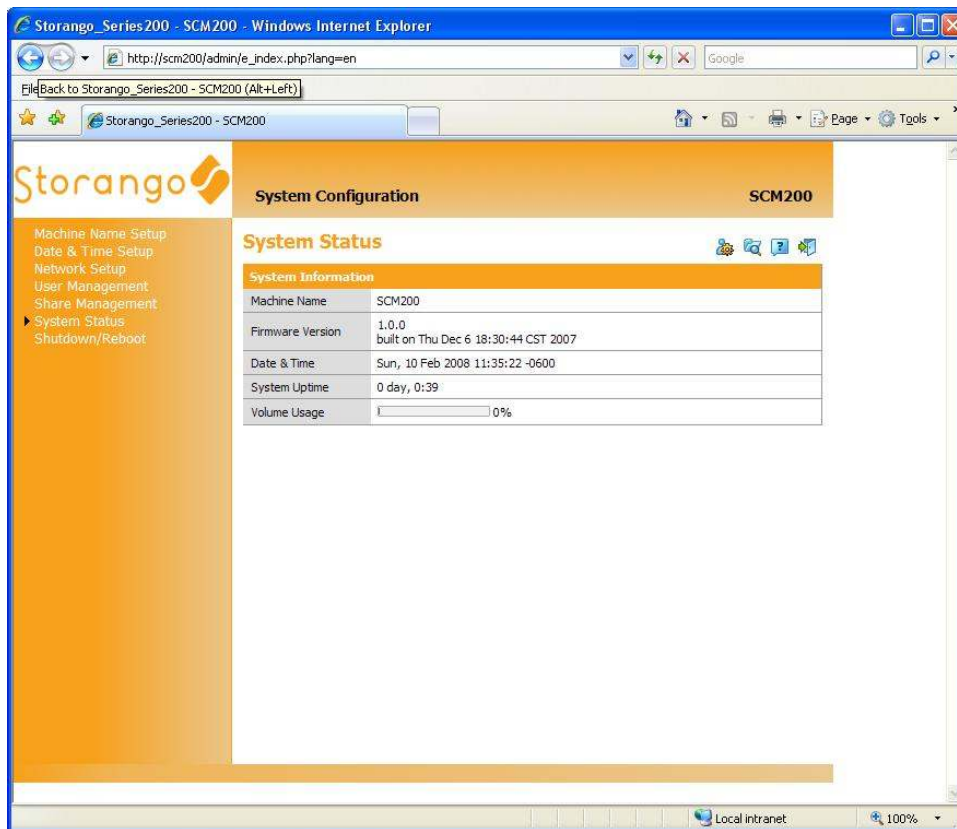 Storango_Series200 - SCM200 - Windows Internet Explorer
http://scm200/admin/e_index.php?lang=en
Google
File
Back to Storango_Series200 - SCM200 (Alt+Left)
Storango_Series200 - SCM200
Page
Tools
Storango
System Configuration
SCM200
Machine Name Setup
Date & Time Setup
Network Setup
User Management
Share Management
System Status
Shutdown/Reboot
System Status
System Information
Machine Name
SCM200
Firmware Version
1.0.0
built on Thu Dec 6 18:30:44 CST 2007
Date & Time
Sun, 10 Feb 2008 11:35:22 -0600
System Uptime
0 day, 0:39
Volume Usage
0%
Local intranet
100%